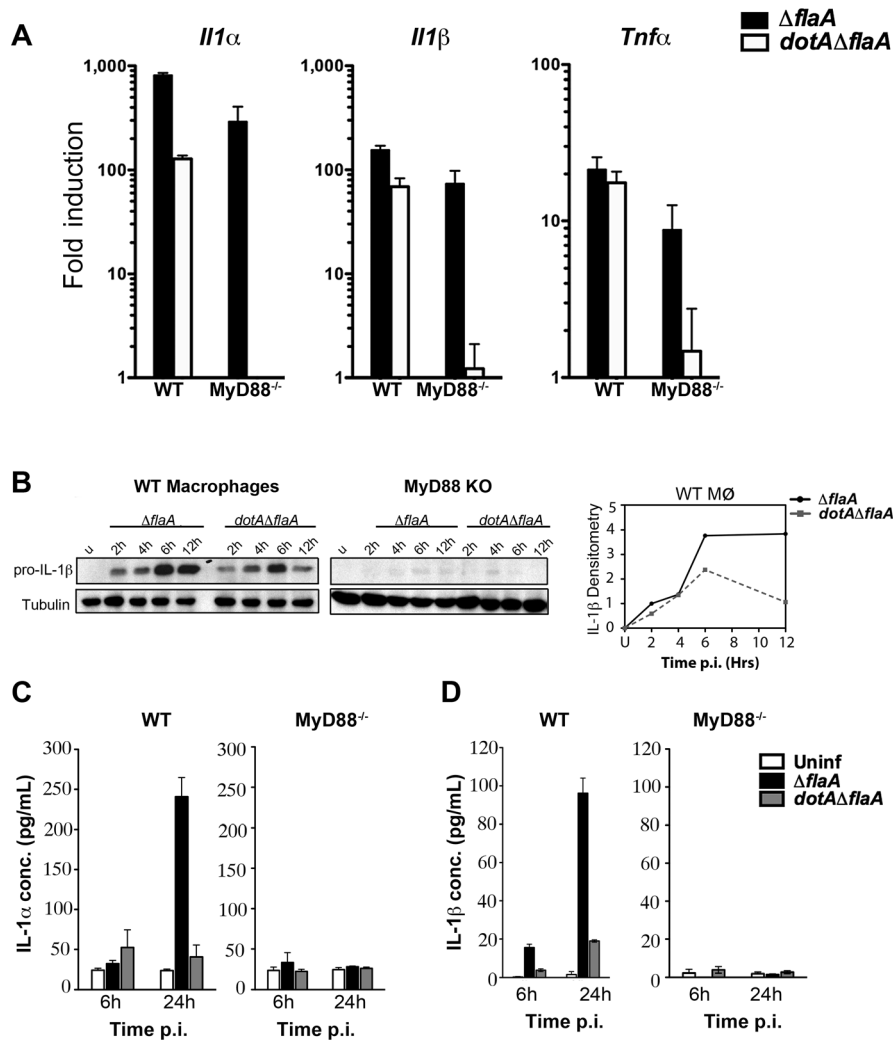 A
Il1α
Il1β
Tnfα
ΔflaA
dotAΔflaA
Fold induction
1,000
100
10
1
WT MyD88-/-
1,000
100
10
1
WT MyD88-/-
100
10
1
WT MyD88-/-
B
WT Macrophages
MyD88 KO
ΔflaA dotAΔflaA
u 2h 4h 6h 12h 2h 4h 6h 12h
ΔflaA dotAΔflaA
u 2h 4h 6h 12h 2h 4h 6h 12h
pro-IL-1β
Tubulin
WT MØ
ΔflaA
dotAΔflaA
IL-1β Densitometry
5
4
3
2
1
0
U 2 4 6 8 10 12
Time p.i. (Hrs)
C
WT
MyD88-/-
IL-1α conc. (pg/mL)
300
250
200
150
100
50
0
6h 24h
Time p.i.
300
250
200
150
100
50
0
6h 24h
Time p.i.
D
WT
MyD88-/-
Uninf
ΔflaA
dotAΔflaA
IL-1β conc. (pg/mL)
120
100
80
60
40
20
0
6h 24h
Time p.i.
120
100
80
60
40
20
0
6h 24h
Time p.i.